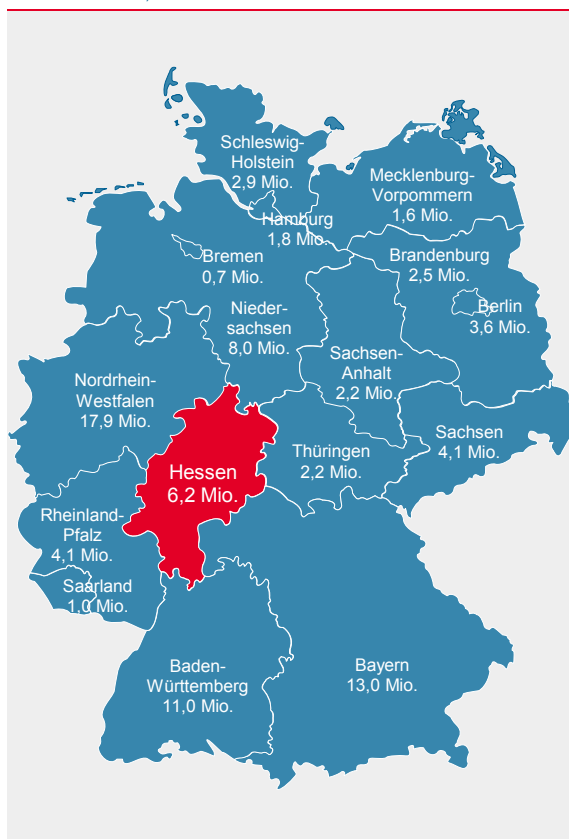 Schleswig-
Holstein
2,9 Mio.
Mecklenburg-
Vorpommern
1,6 Mio.
Hamburg
1,8 Mio.
Bremen
0,7 Mio.
Brandenburg
2,5 Mio.
Berlin
3,6 Mio.
Nieder-
sachsen
8,0 Mio.
Sachsen-
Anhalt
2,2 Mio.
Nordrhein-
Westfalen
17,9 Mio.
Sachsen
4,1 Mio.
Thüringen
2,2 Mio.
Hessen
6,2 Mio.
Rheinland-
Pfalz
4,1 Mio.
Saarland
1,0 Mio.
Baden-
Württemberg
11,0 Mio.
Bayern
13,0 Mio.